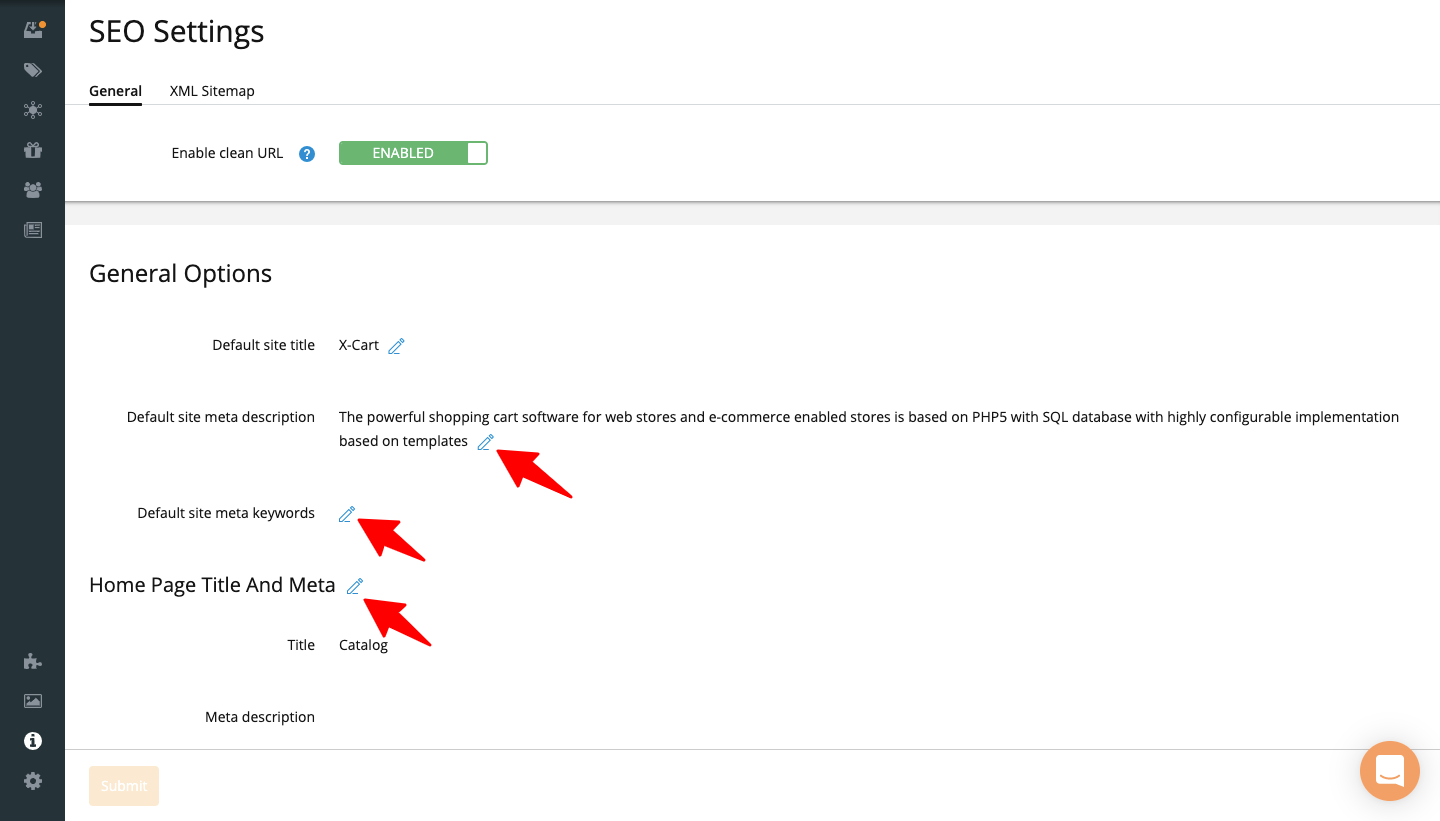 SEO Settings
General
XML Sitemap
Enable clean URL
?
ENABLED
General Options
Default site title
X-Cart
Default site meta description
The powerful shopping cart software for web stores and e-commerce enabled stores is based on PHP5 with SQL database with highly configurable implementation
based on templates
Default site meta keywords
Home Page Title And Meta
Title
Catalog
Meta description
Submit